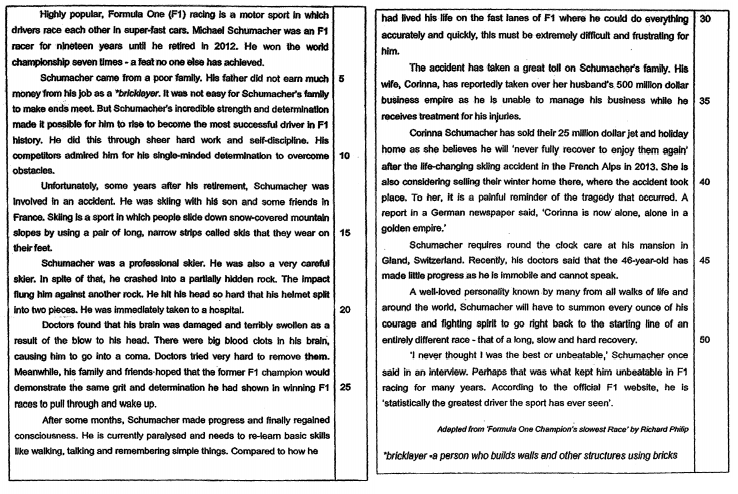 Highly popular, Formula One (F1) racing is a motor sport in which
drivers race each other in super-fast cars. Michael Schumacher was an F1
racer for nineteen years until he retired in 2012. He won the world
championship seven times - a feat no one else has achieved.
Schumacher came from a poor family. His father did not earn much 5
money from his job as a *bricklayer. It was not easy for Schumacher's family
to make ends meet. But Schumacher's incredible strength and determination
made it possible for him to rise to become the most successful driver in F1
history. He did this through sheer hard work and self-discipline. His
competitors admired him for his single-minded determination to overcome 10
obstacles.
Unfortunately, some years after his retirement, Schumacher was
involved in an accident. He was skiing with his son and some friends in
France. Skiing is a sport in which people slide down snow-covered mountain
slopes by using a pair of long, narrow strips called skis that they wear on 15
their feet.
Schumacher was a professional skier. He was also a very careful
skier. In spite of that, he crashed into a partially hidden rock. The impact
flung him against another rock. He hit his head so hard that his helmet split
into two pieces. He was immediately taken to a hospital. 20
Doctors found that his brain was damaged and terribly swollen as a
result of the blow to his head. There were big blood clots in his brain,
causing him to go into a coma. Doctors tried very hard to remove them.
Meanwhile, his family and friends hoped that the former F1 champion would
demonstrate the same grit and determination he had shown in winning F1 25
races to pull through and wake up.
After some months, Schumacher made progress and finally regained
consciousness. He is currently paralysed and needs to re-learn basic skills
like walking, talking and remembering simple things. Compared to how he
had lived his life on the fast lanes of F1 where he could do everything 30
accurately and quickly, this must be extremely difficult and frustrating for
him.
The accident has taken a great toll on Schumacher's family. His
wife, Corinna, has reportedly taken over her husband's 500 million dollar
business empire as he is unable to manage his business while he 35
receives treatment for his injuries.
Corinna Schumacher has sold their 25 million dollar jet and holiday
home as she believes he will 'never fully recover to enjoy them again'
after the life-changing skiing accident in the French Alps in 2013. She is
also considering selling their winter home there, where the accident took 40
place. To her, it is a painful reminder of the tragedy that occurred. A
report in a German newspaper said, 'Corinna is now alone, alone in a
golden empire.'
Schumacher requires round the clock care at his mansion in
Gland, Switzerland. Recently, his doctors said that the 46-year-old has 45
made little progress as he is immobile and cannot speak.
A well-loved personality known by many from all walks of life and
around the world, Schumacher will have to summon every ounce of his
courage and fighting spirit to go right back to the starting line of an
entirely different race - that of a long, slow and hard recovery. 50
'I never thought I was the best or unbeatable,' Schumacher once
said in an interview. Perhaps that was what kept him unbeatable in F1
racing for many years. According to the official F1 website, he is
'statistically the greatest driver the sport has ever seen'.
Adapted from 'Formula One Champion's slowest Race' by Richard Philip
*bricklayer -a person who builds walls and other structures using bricks